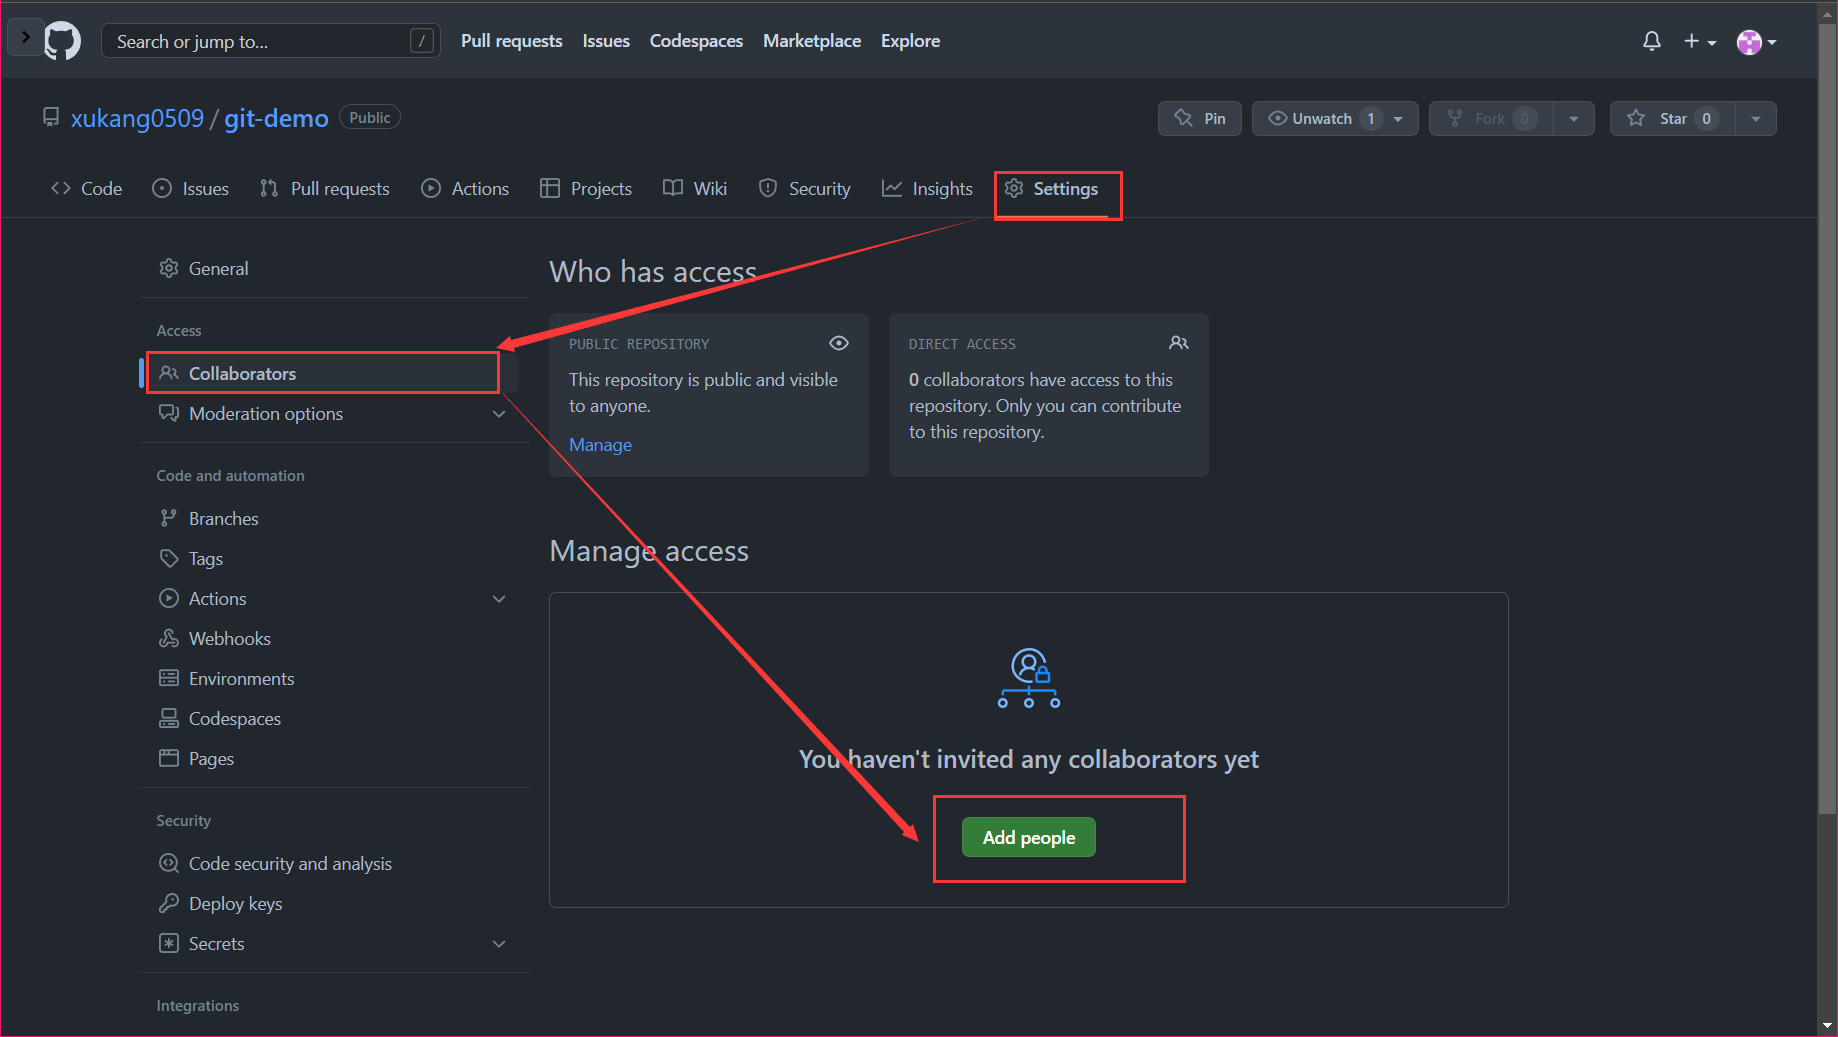 Search or jump to... /
Pull requests Issues Codespaces Marketplace Explore
xukang0509 / git-demo Public
Pin Unwatch 1 Fork 0 Star 0
Code Issues Pull requests Actions Projects Wiki Security Insights Settings
General
Access
Collaborators
Moderation options
Code and automation
Branches
Tags
Actions
Webhooks
Environments
Codespaces
Pages
Security
Code security and analysis
Deploy keys
Secrets
Integrations
Who has access
PUBLIC REPOSITORY
This repository is public and visible
to anyone.
Manage
DIRECT ACCESS
0 collaborators have access to this
repository. Only you can contribute
to this repository.
Manage access
You haven't invited any collaborators yet
Add people